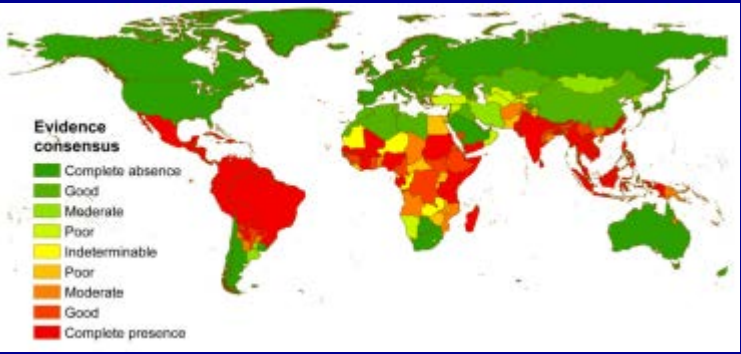 Evidence
consensus
Complete absence
Good
Moderate
Poor
Indeterminable
Poor
Moderate
Good
Complete presence